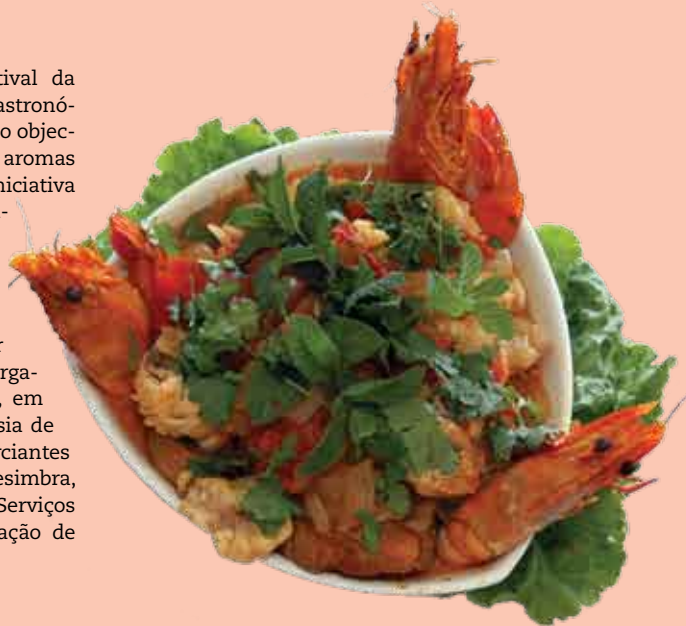 tival da
astronó-
o objec-
aromas
niciativa
-
r
rga-
, em
sia de
rciantes
esimbra,
Serviços
ação de